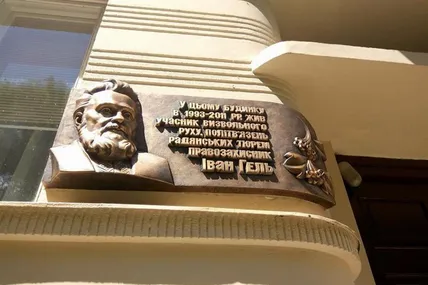 У ЦЬОМУ БУДИНКУ
В 1993-2011 РР. ЖИВ
УЧАСНИК ВИЗВОЛЬНОГО
РУХУ, ПОЛІТВ'ЯЗЕНЬ
РАДЯНСЬКИХ ТЮРЕМ
ПРАВОЗАХИСНИК
ІВАН ГЕЛЬ